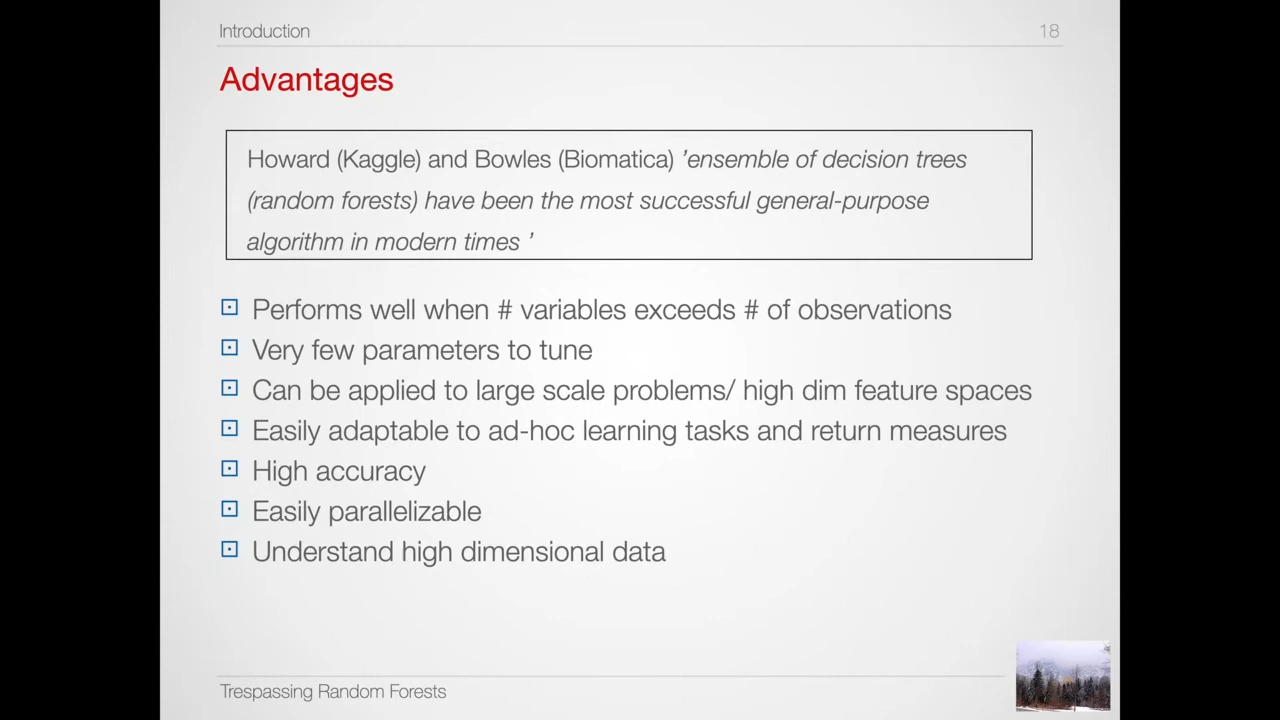 Introduction 18
Advantages
Howard (Kaggle) and Bowles (Biomatica) ’ensemble of decision trees
(random forests) have been the most successful general-purpose
algorithm in modern times ’
Performs well when # variables exceeds # of observations
Very few parameters to tune
Can be applied to large scale problems/ high dim feature spaces
Easily adaptable to ad-hoc learning tasks and return measures
High accuracy
Easily parallelizable
Understand high dimensional data
Trespassing Random Forests